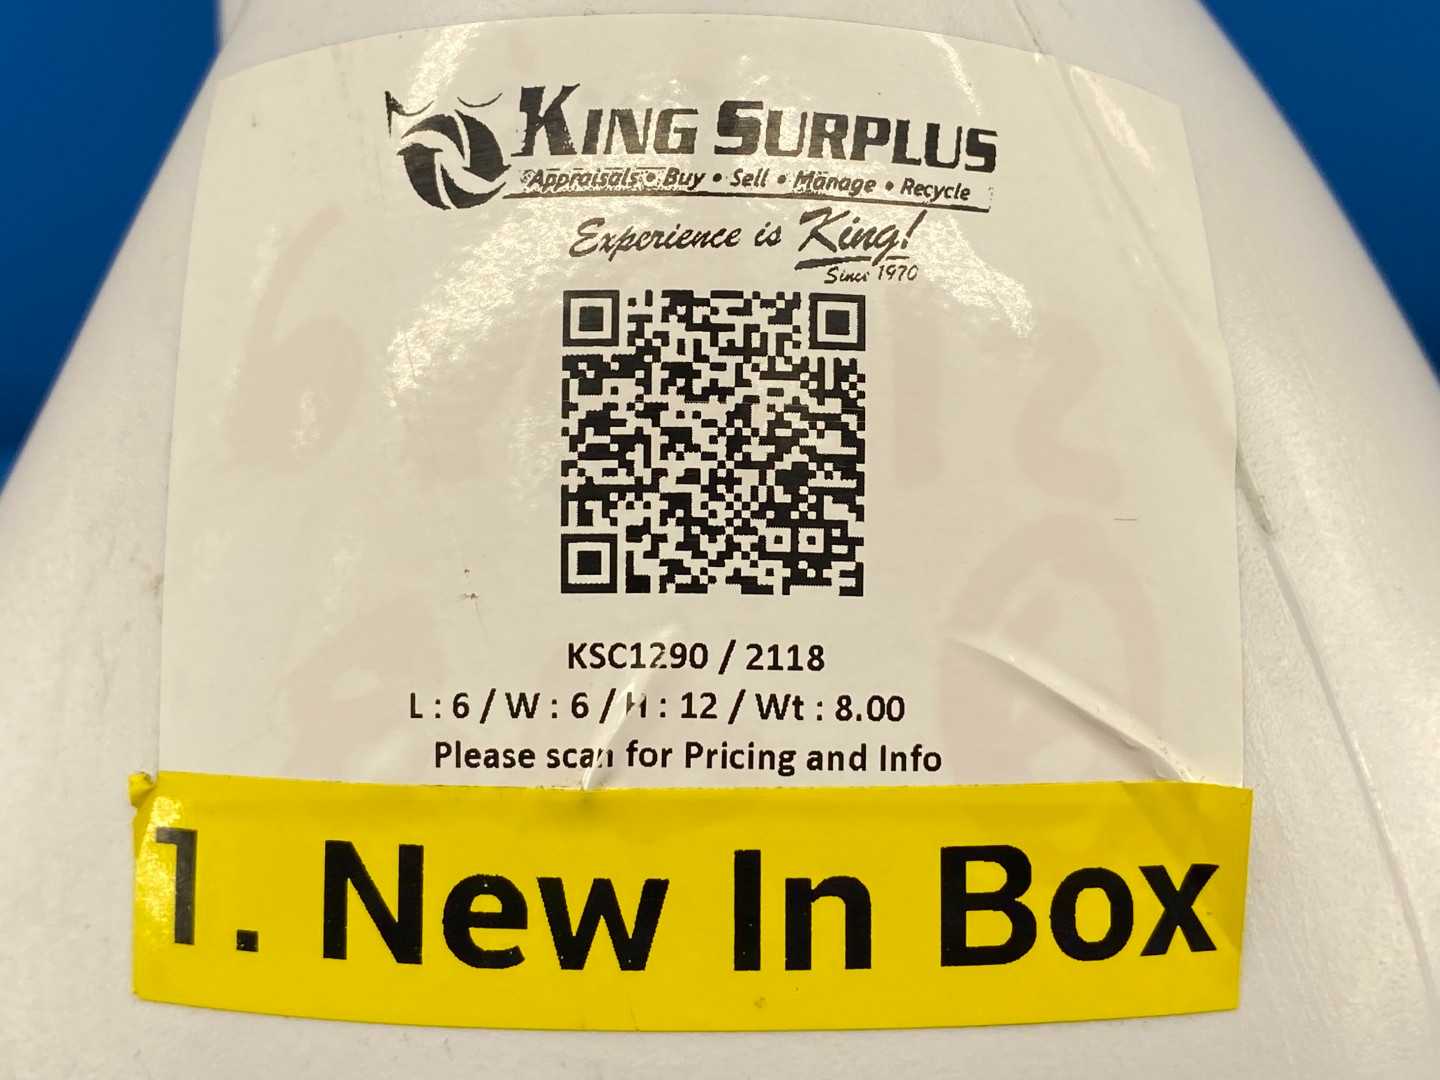 KING SURPLUS
Appraisals • Buy • Sell • Manage • Recycle
Experience is King!
Since 1970
KSC1290 / 2118
L : 6 / W : 6 / H : 12 / Wt : 8.00
Please scan for Pricing and Info
1. New In Box